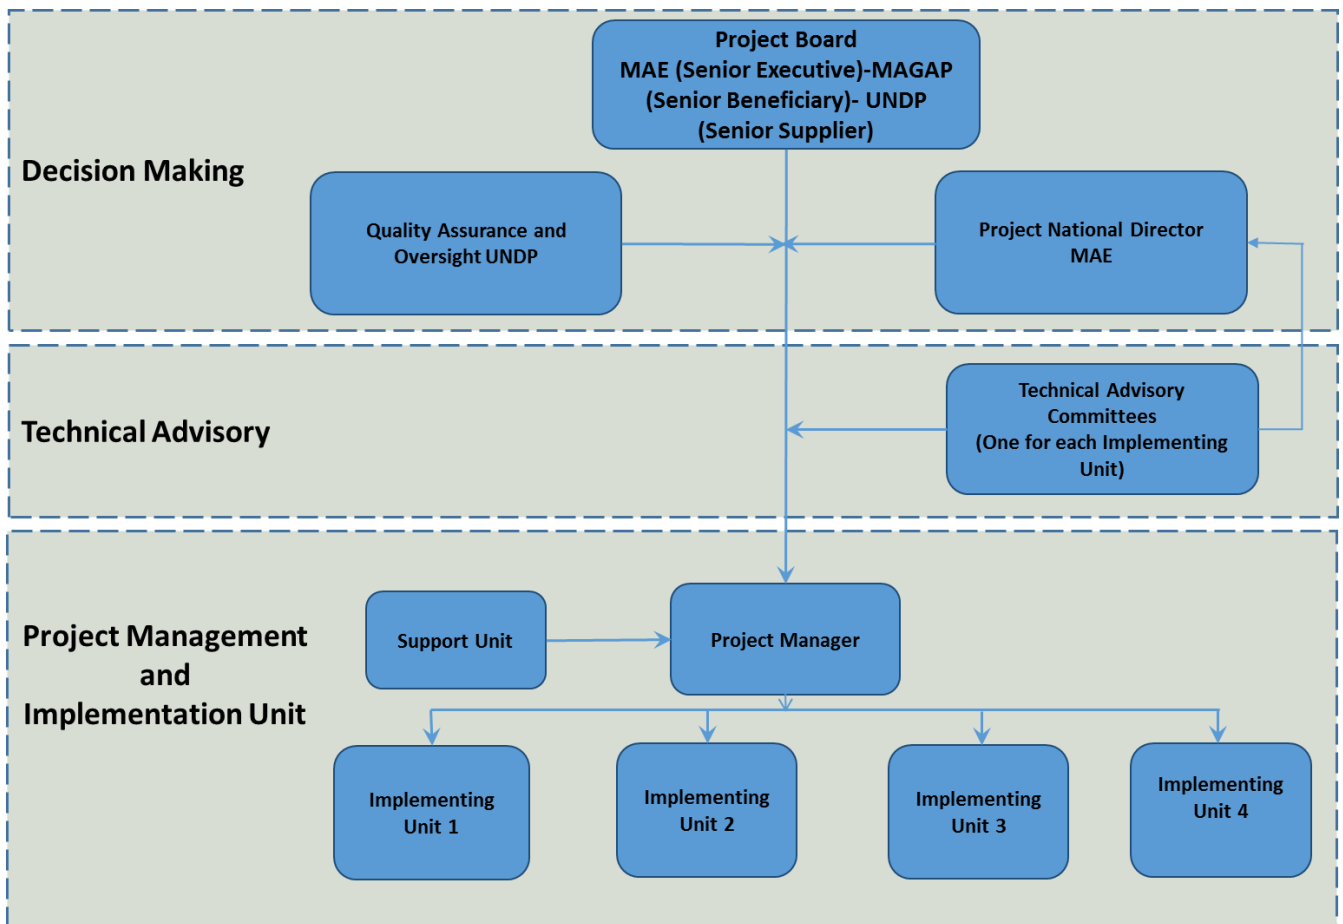 Project Board
MAE (Senior Executive)-MAGAP
(Senior Beneficiary)- UNDP
(Senior Supplier)
Decision Making
Quality Assurance and
Oversight UNDP
Project National Director
MAE
Technical Advisory
Technical Advisory
Committees
(One for each Implementing
Unit)
Project Management
and
Implementation Unit
Support Unit
Project Manager
Implementing
Unit 1
Implementing
Unit 2
Implementing
Unit 3
Implementing
Unit 4